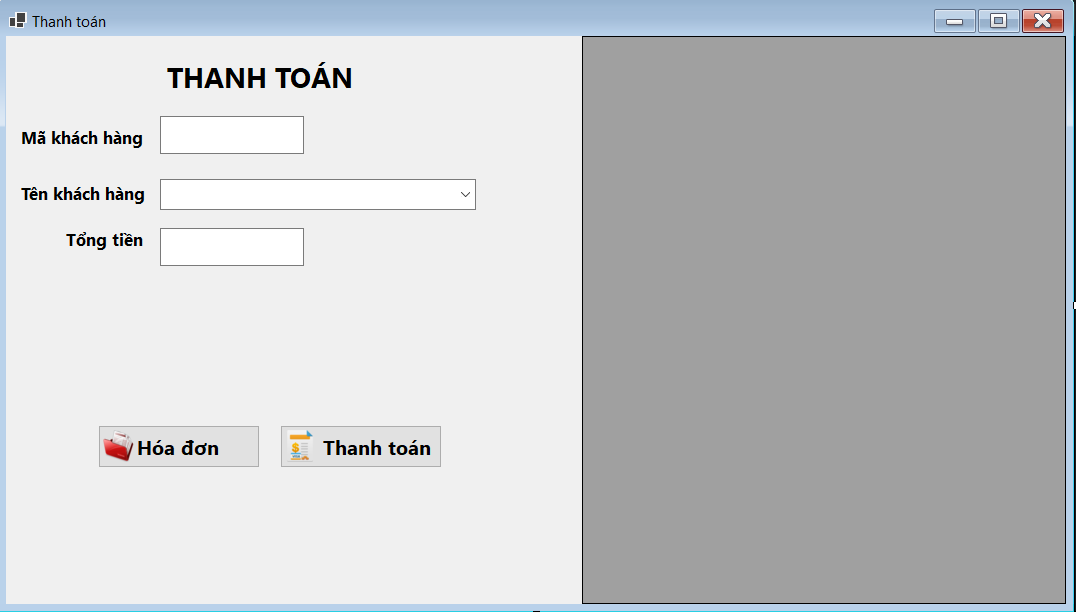 Thanh toán
THANH TOÁN
Mã khách hàng
Tên khách hàng
Tổng tiền
Hóa đơn
Thanh toán